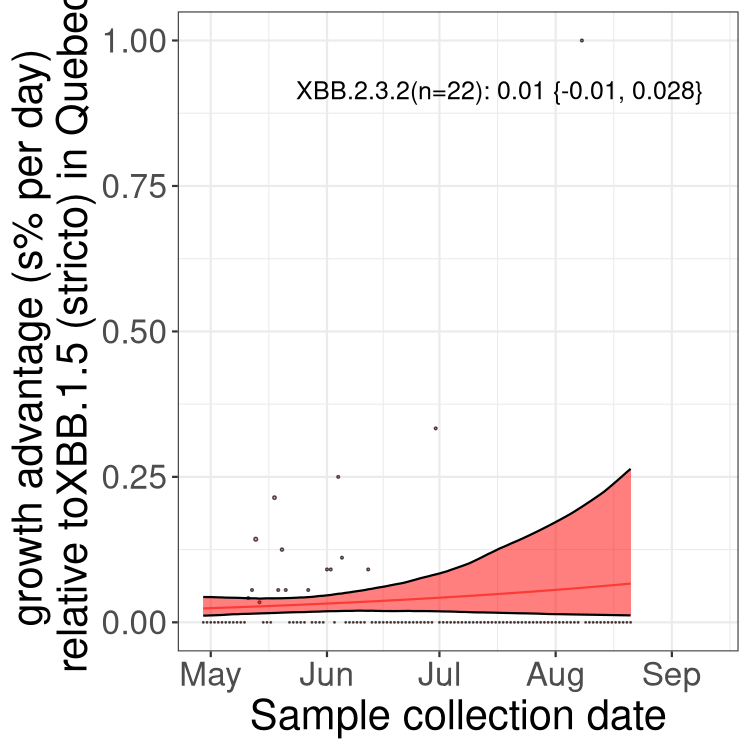 growth advantage (s% per day)
relative toXBB.1.5 (stricto) in Quebec
1.00
0.75
0.50
0.25
0.00
XBB.2.3.2(n=22): 0.01 {-0.01, 0.028}
May Jun Jul Aug Sep
Sample collection date